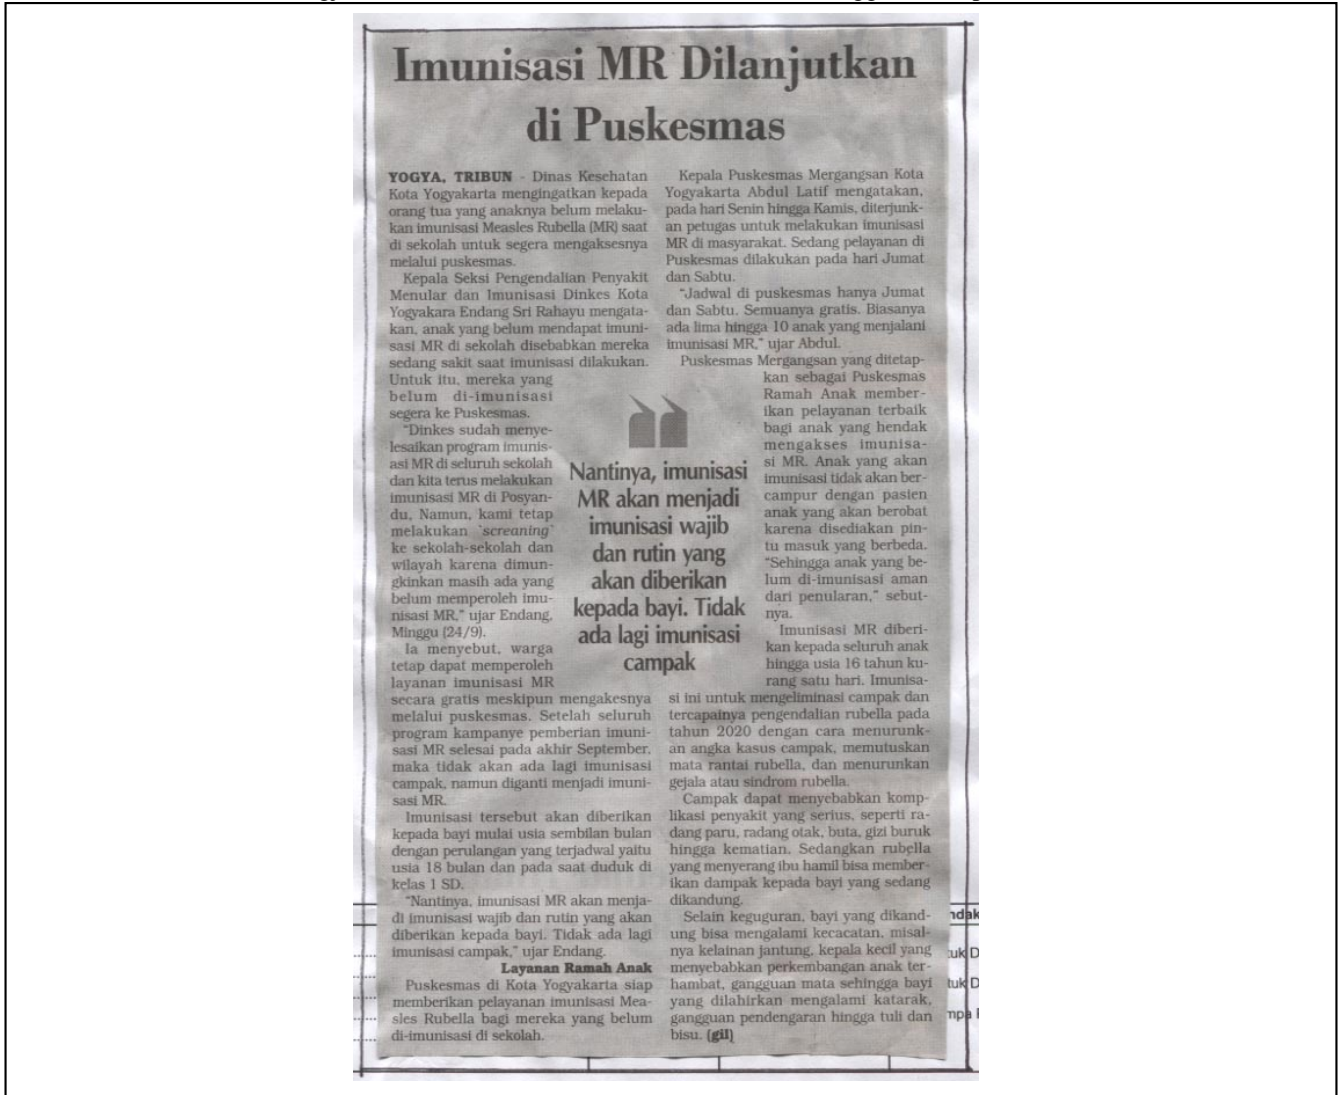 Imunisasi MR Dilanjutkan
di Puskesmas
YOGYA, TRIBUN - Dinas Kesehatan
Kota Yogyakarta mengingatkan kepada
orang tua yang anaknya belum melaku-
kan imunisasi Measles Rubella (MR) saat
di sekolah untuk segera mengaksesnya
melalui puskesmas.
Kepala Seksi Pengendalian Penyakit
Menular dan Imunisasi Dinkes Kota
Yogyakara Endang Sri Rahayu mengata-
kan, anak yang belum mendapat imuni-
sasi MR di sekolah disebabkan mereka
sedang sakit saat imunisasi dilakukan.
Untuk itu, mereka yang
belum di-imunisasi
segera ke Puskesmas.
"Dinkes sudah menye-
lesaikan program imunis-
asi MR di seluruh sekolah
dan kita terus melakukan
imunisasi MR di Posyan-
du, Namun, kami tetap
melakukan `screaning`
ke sekolah-sekolah dan
wilayah karena dimun-
gkinkan masih ada yang
belum memperoleh imu-
nisasi MR," ujar Endang,
Minggu (24/9).
Ia menyebut, warga
tetap dapat memperoleh
layanan imunisasi MR
secara gratis meskipun mengakesnya
melalui puskesmas. Setelah seluruh
program kampanye pemberian imuni-
sasi MR selesai pada akhir September,
maka tidak akan ada lagi imunisasi
campak, namun diganti menjadi imuni-
sasi MR.
Imunisasi tersebut akan diberikan
kepada bayi mulai usia sembilan bulan
dengan perulangan yang terjadwal yaitu
usia 18 bulan dan pada saat duduk di
kelas 1 SD.
"Nantinya, imunisasi MR akan menja-
di imunisasi wajib dan rutin yang akan
diberikan kepada bayi. Tidak ada lagi
imunisasi campak," ujar Endang.
Layanan Ramah Anak
Puskesmas di Kota Yogyakarta siap
memberikan pelayanan imunisasi Mea-
sles Rubella bagi mereka yang belum
di-imunisasi di sekolah.
Nantinya, imunisasi
MR akan menjadi
imunisasi wajib
dan rutin yang
akan diberikan
kepada bayi. Tidak
ada lagi imunisasi
campak
Kepala Puskesmas Mergangsan Kota
Yogyakarta Abdul Latif mengatakan,
pada hari Senin hingga Kamis, diterjunk-
an petugas untuk melakukan imunisasi
MR di masyarakat. Sedang pelayanan di
Puskesmas dilakukan pada hari Jumat
dan Sabtu.
"Jadwal di puskesmas hanya Jumat
dan Sabtu. Semuanya gratis. Biasanya
ada lima hingga 10 anak yang menjalani
imunisasi MR," ujar Abdul.
Puskesmas Mergangsan yang ditetap-
kan sebagai Puskesmas
Ramah Anak member-
ikan pelayanan terbaik
bagi anak yang hendak
mengakses imunisa-
si MR. Anak yang akan
imunisasi tidak akan ber-
campur dengan pasien
anak yang akan berobat
karena disediakan pin-
tu masuk yang berbeda.
"Sehingga anak yang be-
lum di-imunisasi aman
dari penularan," sebut-
nya.
Imunisasi MR diberi-
kan kepada seluruh anak
hingga usia 16 tahun ku-
rang satu hari. Imunisa-
si ini untuk mengeliminasi campak dan
tercapainya pengendalian rubella pada
tahun 2020 dengan cara menurunk-
an angka kasus campak, memutuskan
mata rantai rubella, dan menurunkan
gejala atau sindrom rubella.
Campak dapat menyebabkan komp-
likasi penyakit yang serius, seperti ra-
dang paru, radang otak, buta, gizi buruk
hingga kematian. Sedangkan rubella
yang menyerang ibu hamil bisa member-
ikan dampak kepada bayi yang sedang
dikandung.
Selain keguguran, bayi yang dikand-
ung bisa mengalami kecacatan, misal-
nya kelainan jantung, kepala kecil yang
menyebabkan perkembangan anak ter-
hambat, gangguan mata sehingga bayi
yang dilahirkan mengalami katarak,
gangguan pendengaran hingga tuli dan
bisu. (gil)